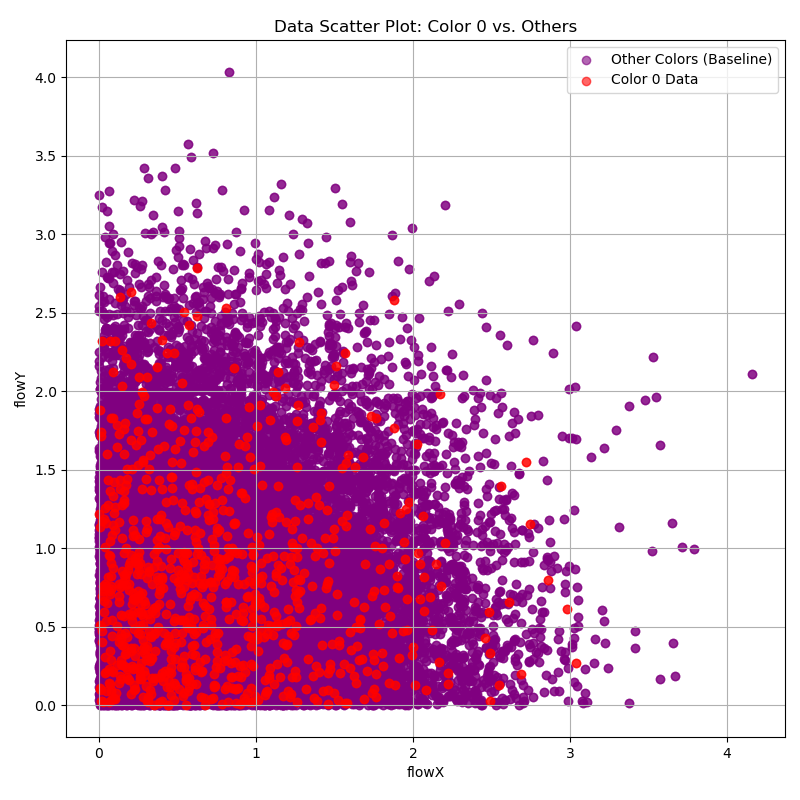 Data Scatter Plot: Color 0 vs. Others
Other Colors (Baseline)
Color 0 Data
flowY
4.0
3.5
3.0
2.5
2.0
1.5
1.0
0.5
0.0
0 1 2 3 4
flowX